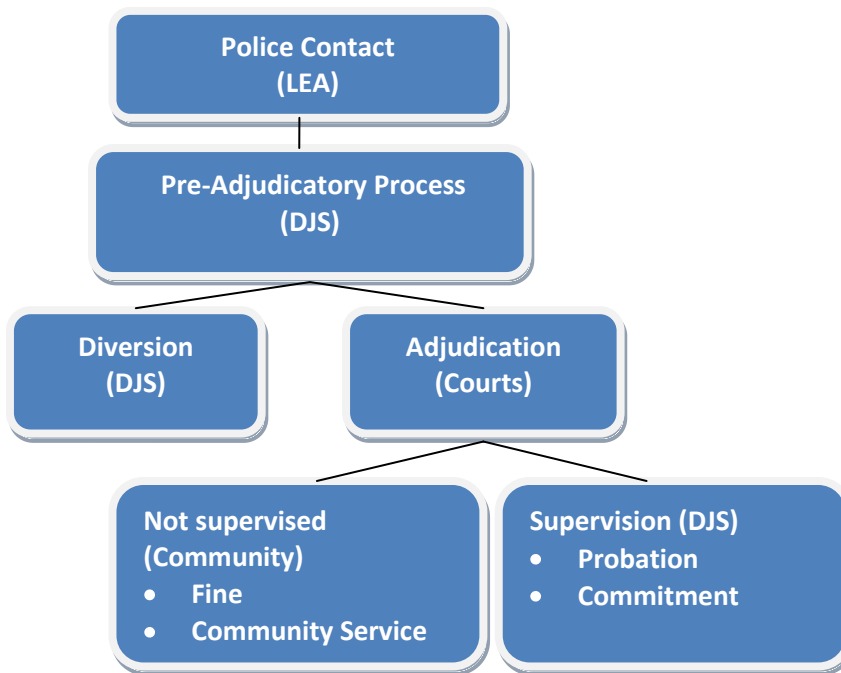 Police Contact
(LEA)
Pre-Adjudicatory Process
(DJS)
Diversion
(DJS)
Adjudication
(Courts)
Not supervised
(Community)
• Fine
• Community Service
Supervision (DJS)
• Probation
• Commitment